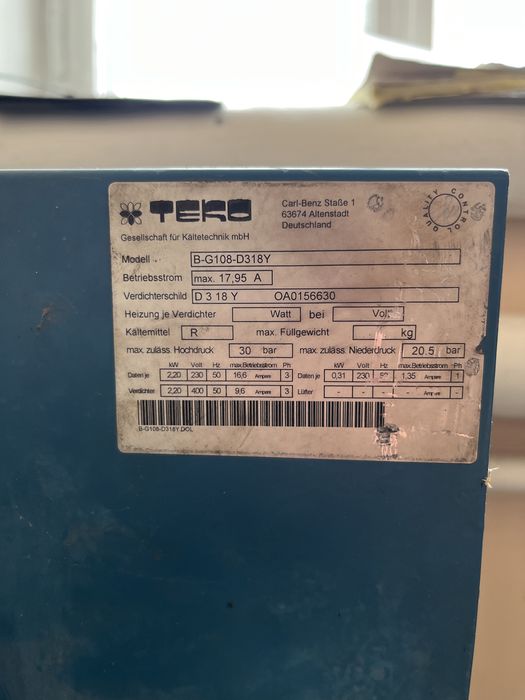 TEKO
Carl-Benz Staße 1
63674 Altenstadt
Deutschland
QUALITY CONTROL
Gesellschaft für Kältetechnik mbH
Modell B-G108-D318Y
Betriebsstrom max. 17,95 A
Verdichterschild D 3 18 Y OA0156630
Heizung je Verdichter Watt bei Volt
Kältemittel R max. Füllgewicht kg
max. zuläss. Hochdruck 30 bar max. zuläss. Niederdruck 20.5 bar
kW Volt Hz max.Betriebsstrom Ph kW Volt Hz max.Betriebsstrom Ph
Daten je 2,20 230 50 16,6 Ampere 3 Daten je 0,31 230 50 1,35 Ampere 1
Verdichter 2,20 400 50 9,6 Ampere 3 Lüfter - - - - Ampere -
B-G108-D318Y.DOL